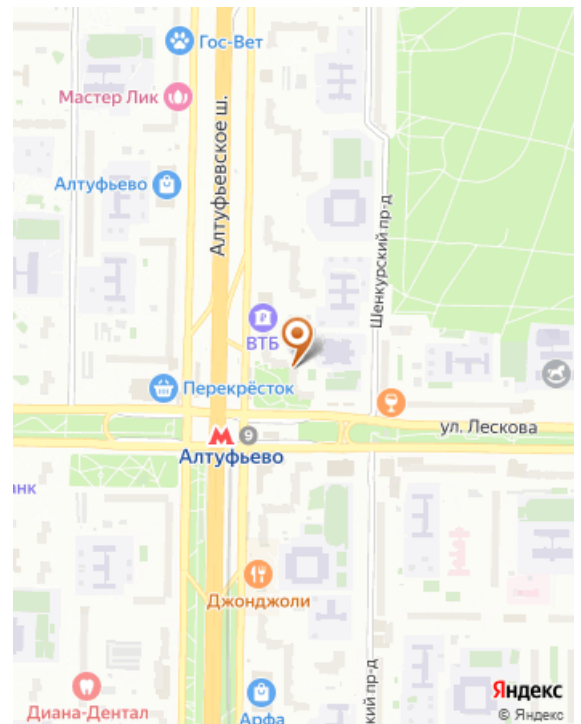 Гос-Вет
Мастер Лик
Алтуфьевское ш.
Алтуфьево
Шенкурский пр-д
ВТБ
Перекрёсток
ул. Лескова
М
9
Алтуфьево
анк
Джонджоли
кий пр-д
Диана-Дентал
Арфа
Яндекс
© Яндекс